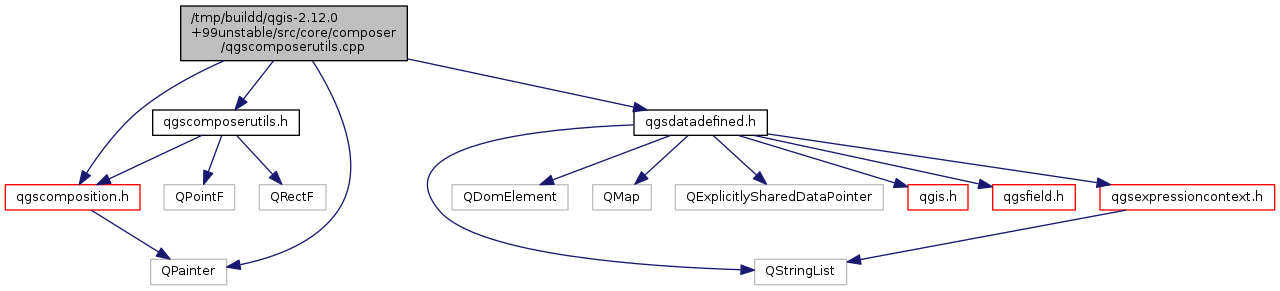 /tmp/buildd/qgis-2.12.0
+99unstable/src/core/composer
/qgscomposerutils.cpp
qgscomposerutils.h
qgsdatadefined.h
qgscomposition.h
QPointF
QRectF
QDomElement
QMap
QExplicitlySharedDataPointer
qgis.h
qgsfield.h
qgsexpressioncontext.h
QPainter
QStringList